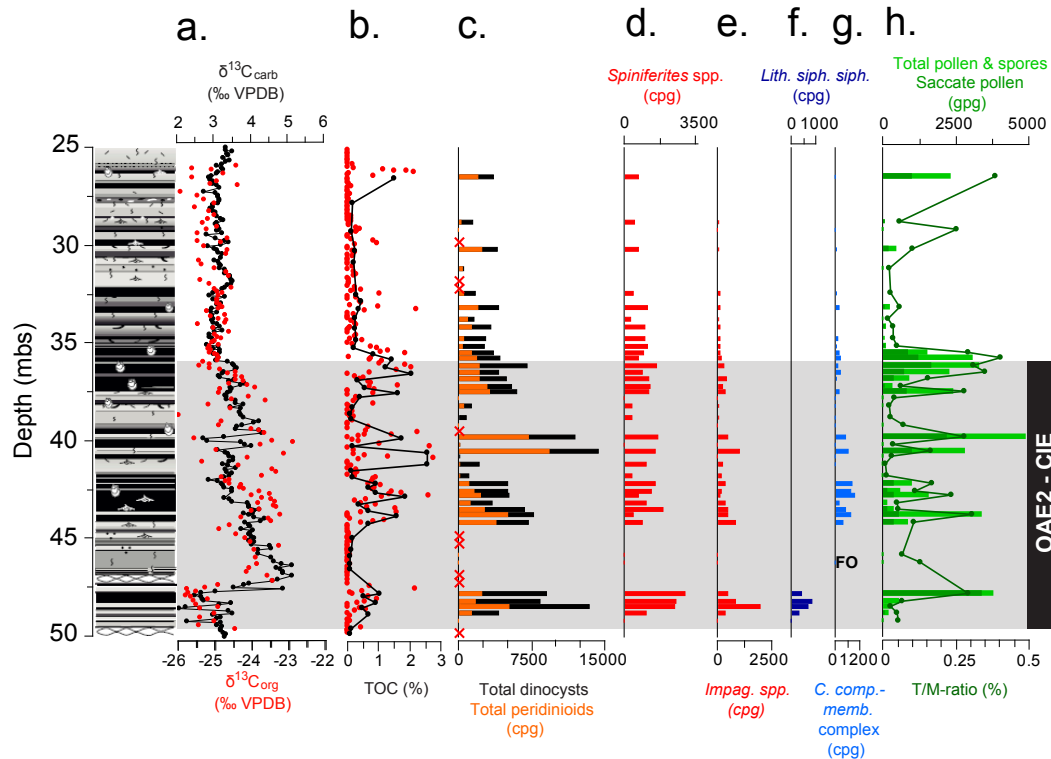 a.
b.
c.
d.
e.
f.
g.
h.
δ¹³Ccarb
(‰ VPDB)
2 3 4 5 6
Spiniferites spp.
(cpg)
0 3500
Lith. siph. siph.
(cpg)
0 1000
Total pollen & spores
Saccate pollen
(gpg)
0 2500 5000
Depth (mbs)
25
30
35
40
45
50
FO
OAE2 - CIE
-26 -25 -24 -23 -22
δ¹³Corg
(‰ VPDB)
0 1 2 3
TOC (%)
0 7500 15000
Total dinocysts
Total peridinioids
(cpg)
0 2500
Impag. spp.
(cpg)
0 1200
C. comp.-
memb.
complex
(cpg)
0 0.25 0.5
T/M-ratio (%)